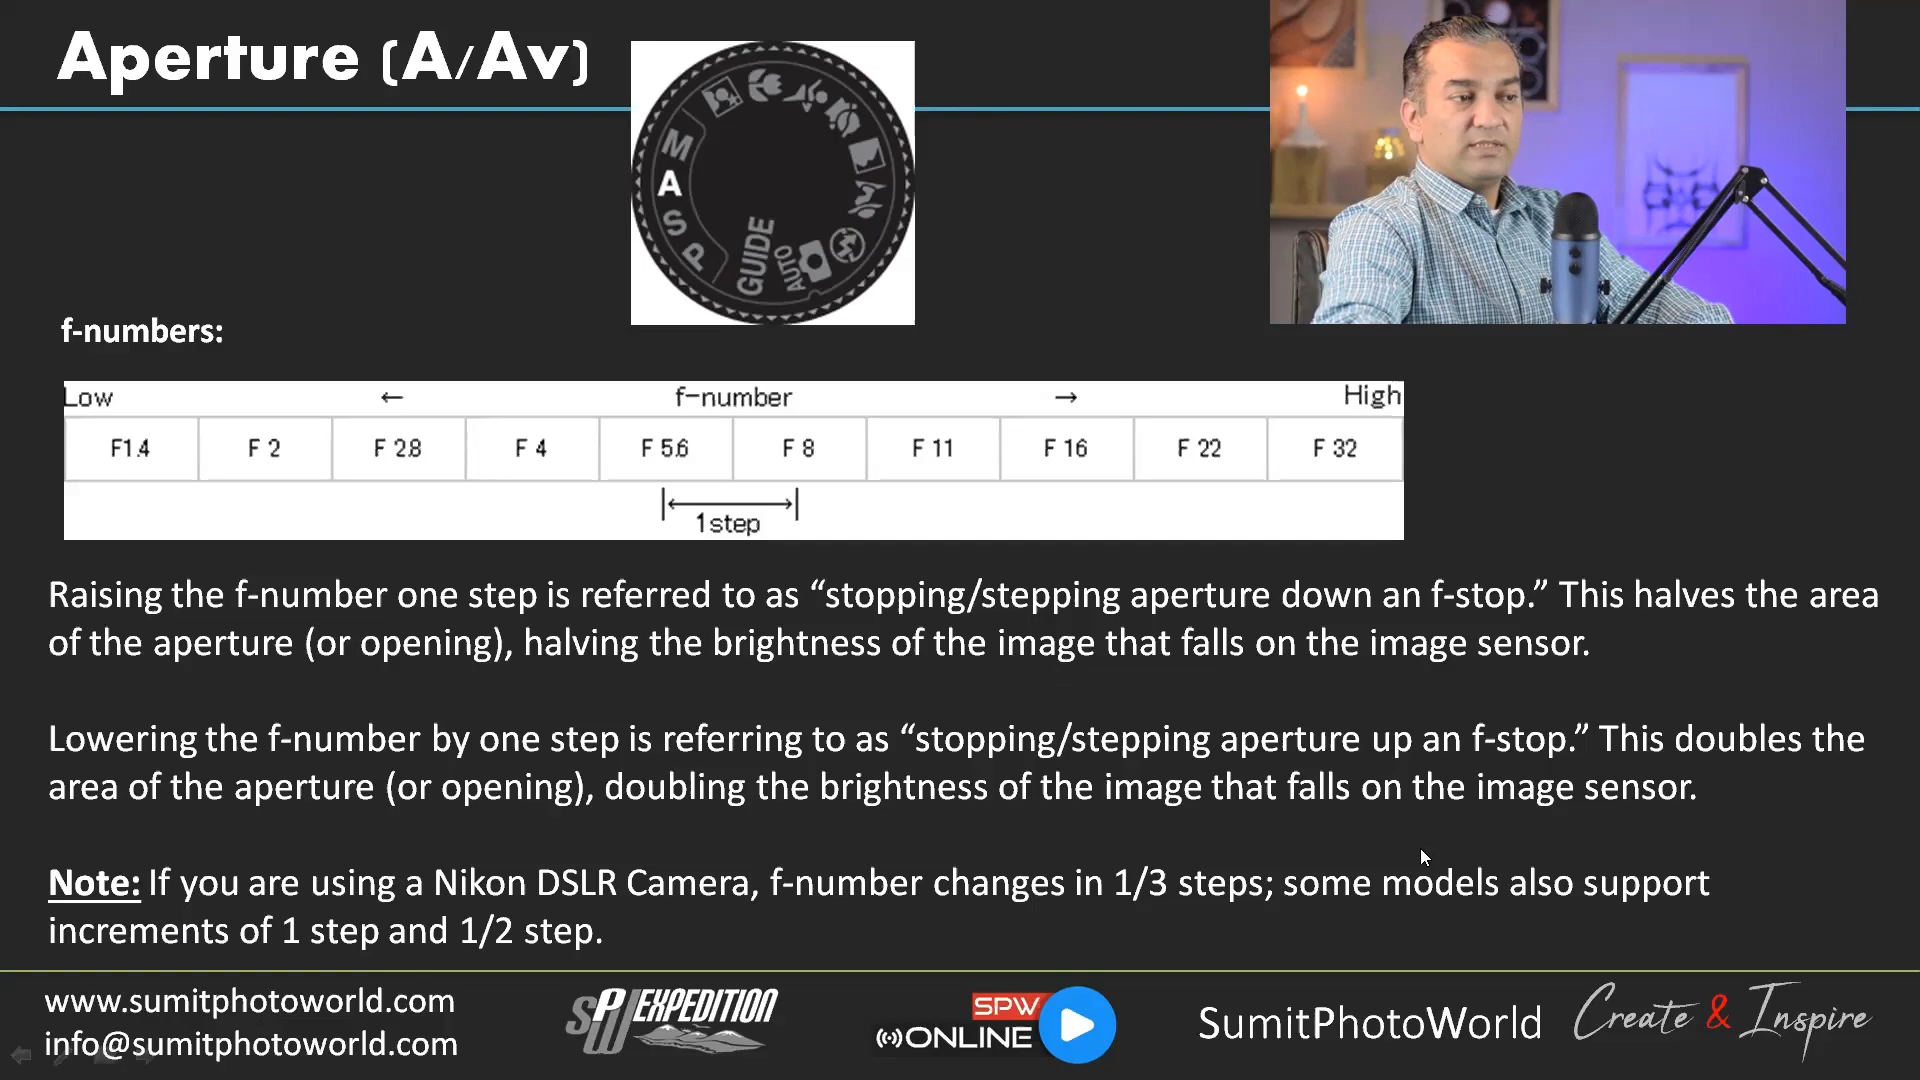 Aperture (A/Av)
M
A
S
P
GUIDE
AUTO
f-numbers:
Low ← f-number → High
F1.4 F 2 F 2.8 F 4 F 5.6 F 8 F 11 F 16 F 22 F 32
1step
Raising the f-number one step is referred to as “stopping/stepping aperture down an f-stop.” This halves the area
of the aperture (or opening), halving the brightness of the image that falls on the image sensor.
Lowering the f-number by one step is referring to as “stopping/stepping aperture up an f-stop.” This doubles the
area of the aperture (or opening), doubling the brightness of the image that falls on the image sensor.
Note: If you are using a Nikon DSLR Camera, f-number changes in 1/3 steps; some models also support
increments of 1 step and 1/2 step.
www.sumitphotoworld.com
info@sumitphotoworld.com
SPW EXPEDITION
SPW
ONLINE
SumitPhotoWorld
Create & Inspire